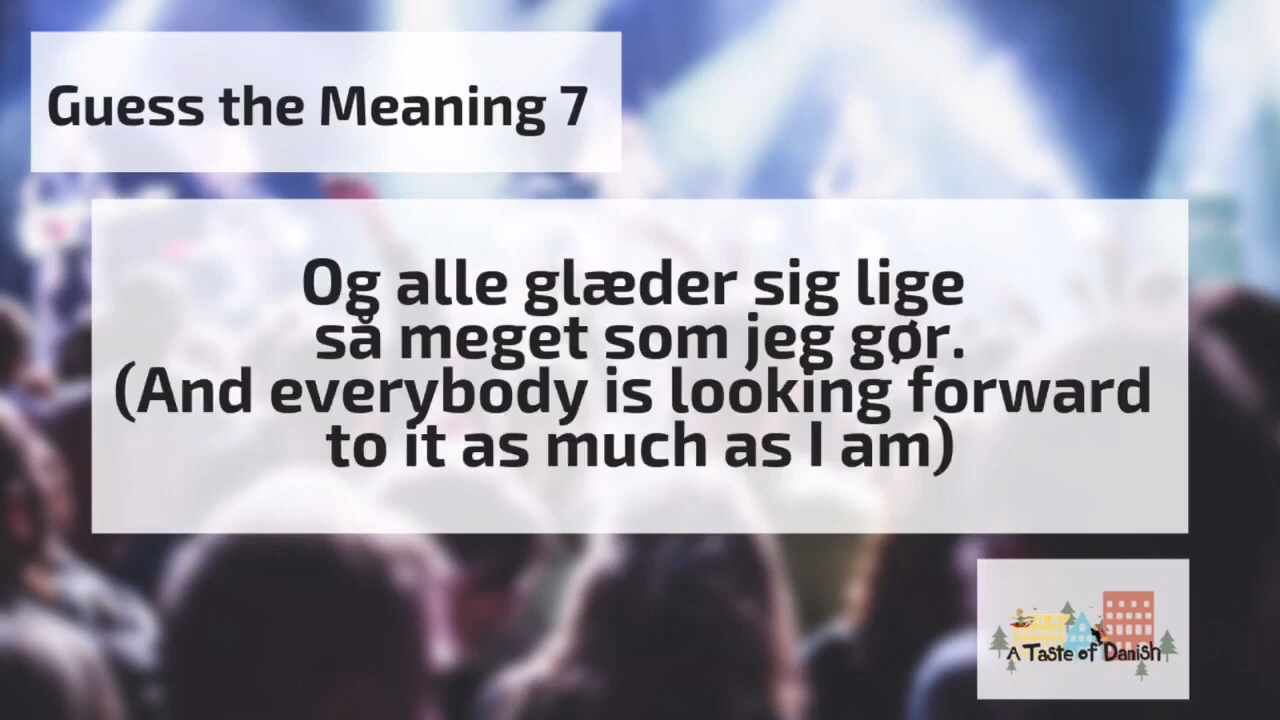 Guess the Meaning 7
Og alle glæder sig lige
så meget som jeg gør.
(And everybody is looking forward
to it as much as I am)
A Taste of Danish